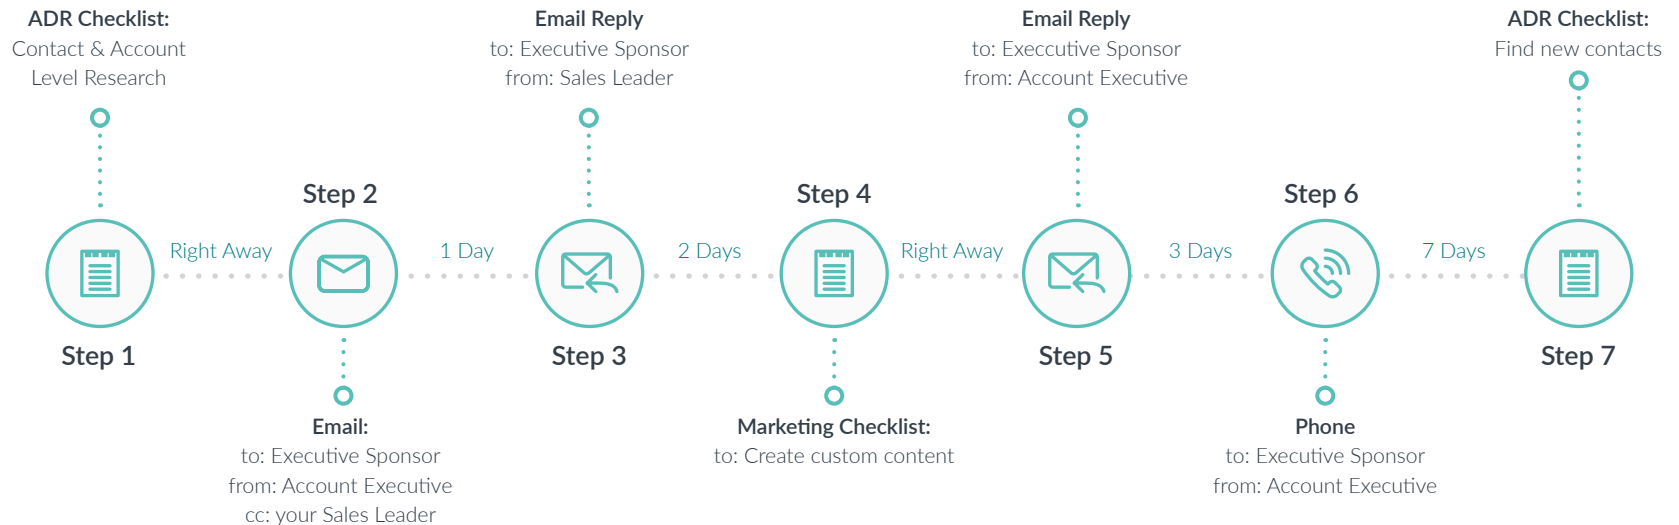 ADR Checklist:
Contact & Account
Level Research
Email Reply
to: Executive Sponsor
from: Sales Leader
Email Reply
to: Execcutive Sponsor
from: Account Executive
ADR Checklist:
Find new contacts
Step 2
Step 4
Step 6
Right Away
1 Day
2 Days
Right Away
3 Days
7 Days
Step 1
Step 3
Step 5
Step 7
Email:
to: Executive Sponsor
from: Account Executive
cc: your Sales Leader
Marketing Checklist:
to: Create custom content
Phone
to: Executive Sponsor
from: Account Executive